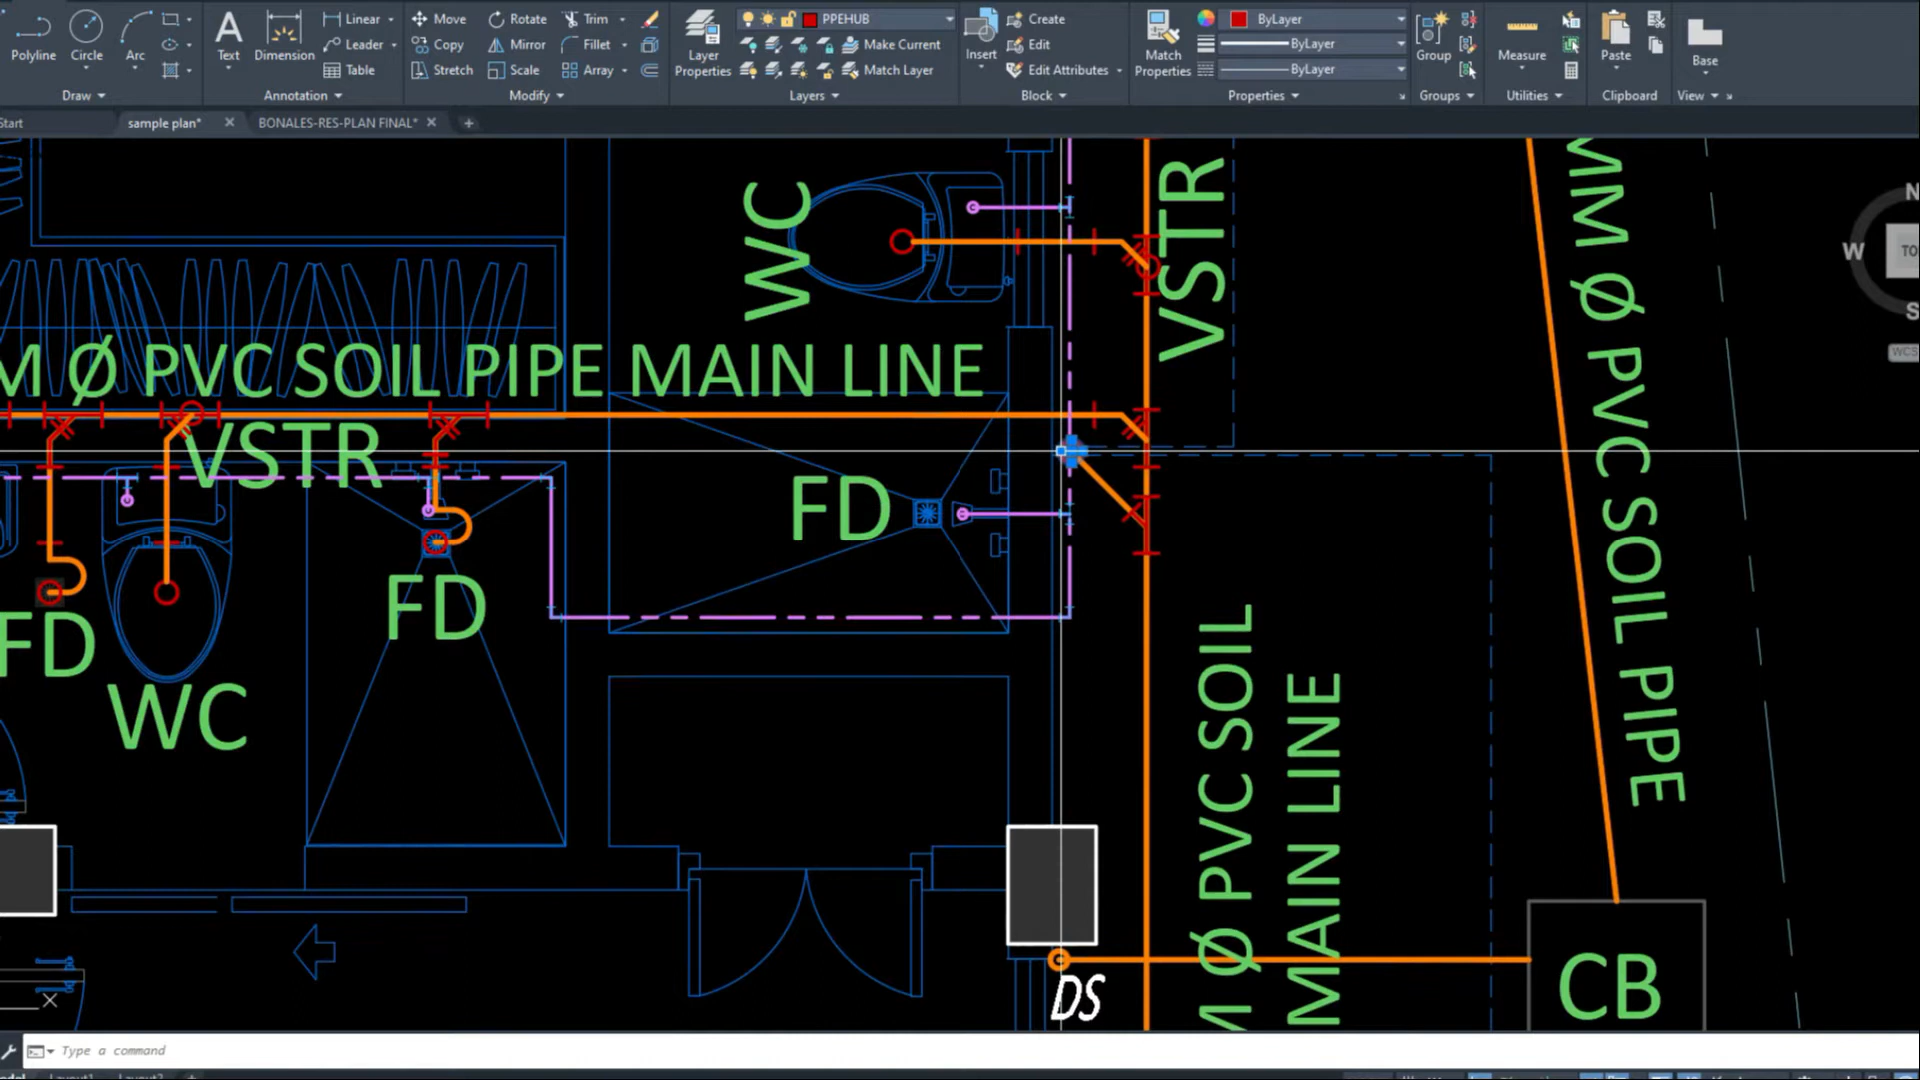 Polyline
Circle
Arc
Draw
Text
Dimension
Linear
Leader
Table
Annotation
Move
Copy
Stretch
Rotate
Mirror
Scale
Trim
Fillet
Array
Modify
Layer
Properties
PPEHUB
Make Current
Match Layer
Layers
Insert
Create
Edit
Edit Attributes
Block
Match
Properties
ByLayer
ByLayer
ByLayer
Properties
Group
Groups
Measure
Utilities
Paste
Clipboard
Base
View
Start
sample plan*
BONALES-RES-PLAN FINAL*
WC
VSTR
MM Ø PVC SOIL PIPE
N
W
TO
S
WCS
M Ø PVC SOIL PIPE MAIN LINE
VSTR
FD
FD
FD
WC
M Ø PVC SOIL
MAIN LINE
DS
CB
Type a command